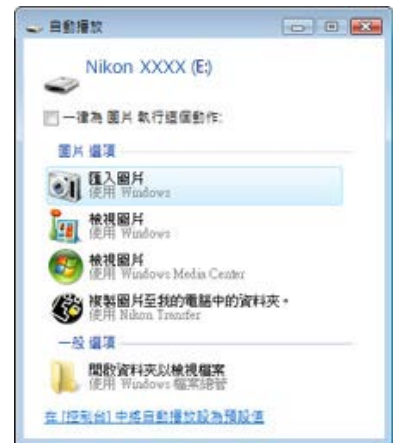 自動播放
Nikon XXXX (E:)
一律為 圖片 執行這個動作:
圖片 選項
匯入圖片
使用 Windows
檢視圖片
使用 Windows
檢視圖片
使用 Windows Media Center
複製圖片至我的電腦中的資料夾。
使用 Nikon Transfer
一般 選項
開啟資料夾以檢視檔案
使用 Windows 檔案總管
在 [控制台] 中將自動播放設為預設值